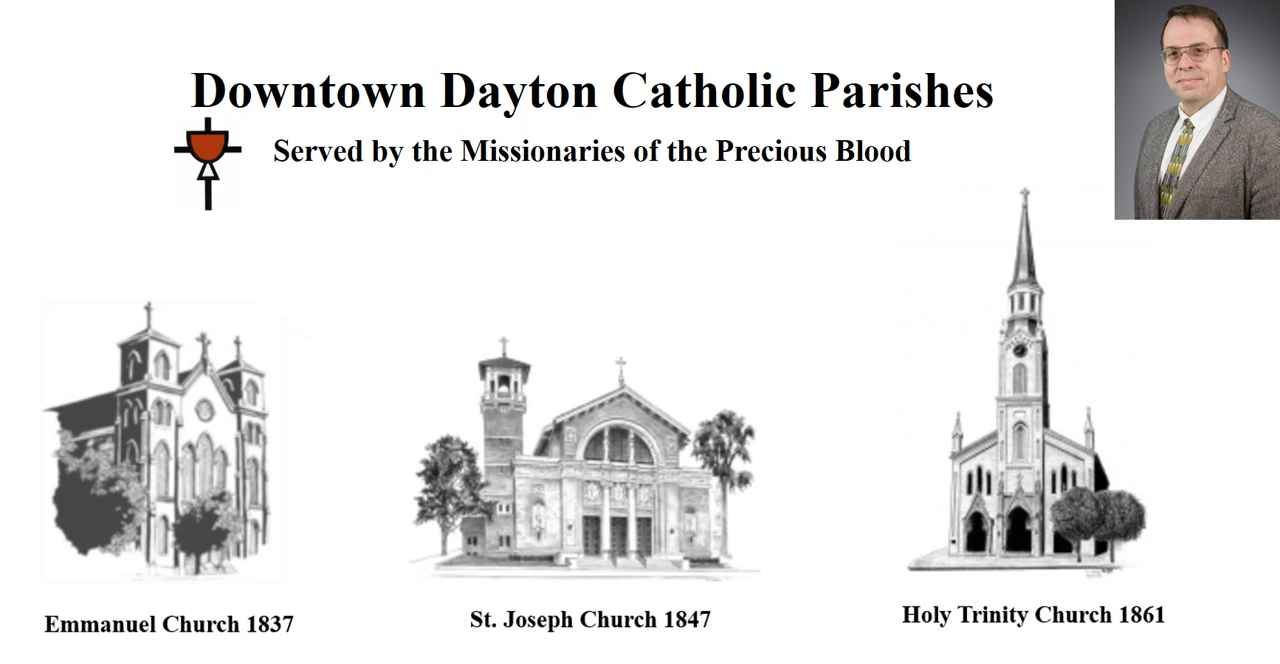 Downtown Dayton Catholic Parishes
Served by the Missionaries of the Precious Blood
Emmanuel Church 1837
St. Joseph Church 1847
Holy Trinity Church 1861